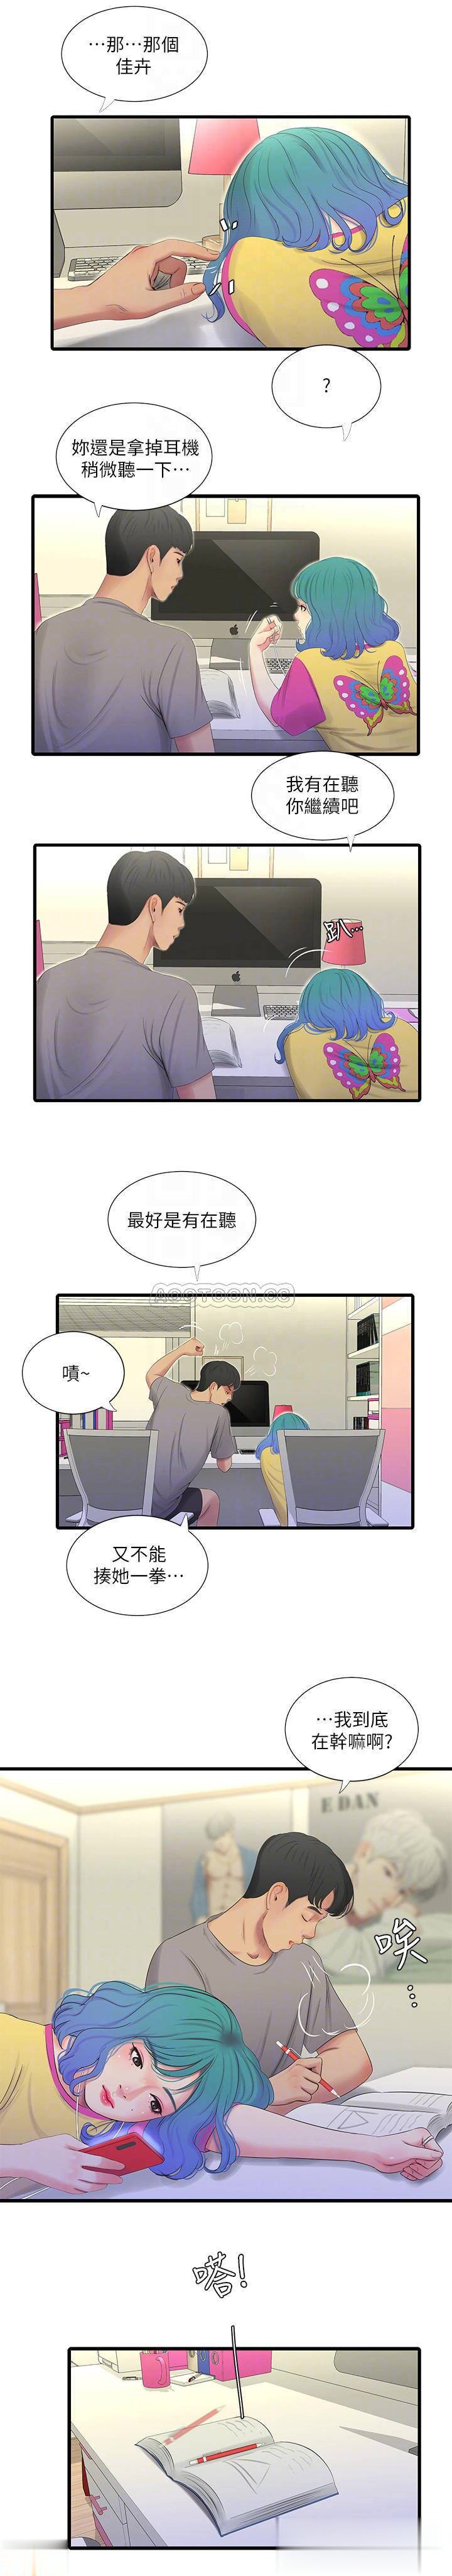 …那…那個
佳卉
?
妳還是拿掉耳機
稍微聽一下…
我有在聽
你繼續吧
趴…
最好是有在聽
嘖~
又不能
揍她一拳…
…我到底
在幹嘛啊?
E DAN
唉…
嗒!